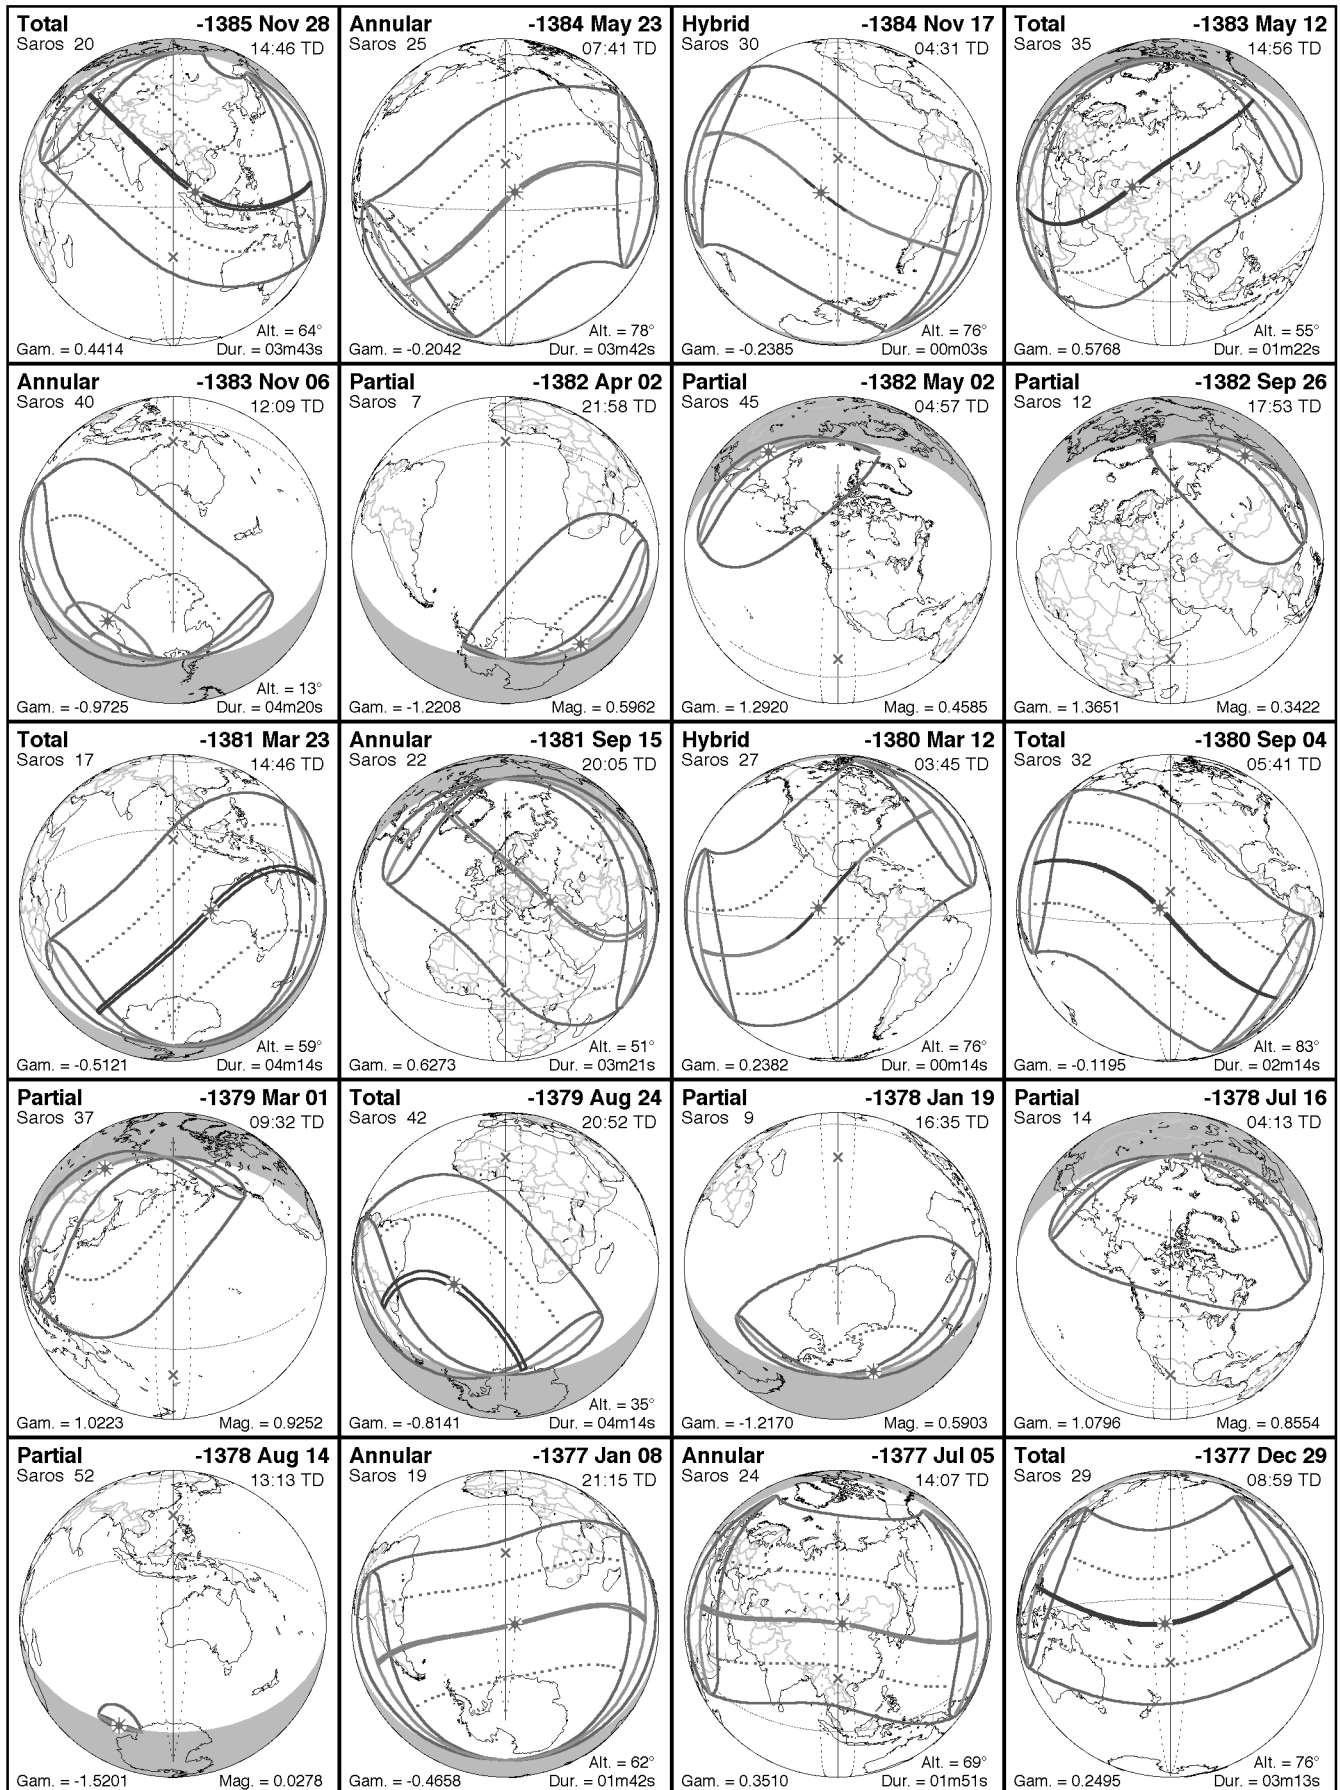 Total -1385 Nov 28
Saros 20 14:46 TD
Alt. = 64°
Gam. = 0.4414 Dur. = 03m43s
Annular -1384 May 23
Saros 25 07:41 TD
Alt. = 78°
Gam. = -0.2042 Dur. = 03m42s
Hybrid -1384 Nov 17
Saros 30 04:31 TD
Alt. = 76°
Gam. = -0.2385 Dur. = 00m03s
Total -1383 May 12
Saros 35 14:56 TD
Alt. = 55°
Gam. = 0.5768 Dur. = 01m22s
Annular -1383 Nov 06
Saros 40 12:09 TD
Alt. = 13°
Gam. = -0.9725 Dur. = 04m20s
Partial -1382 Apr 02
Saros 7 21:58 TD
Gam. = -1.2208 Mag. = 0.5962
Partial -1382 May 02
Saros 45 04:57 TD
Gam. = 1.2920 Mag. = 0.4585
Partial -1382 Sep 26
Saros 12 17:53 TD
Gam. = 1.3651 Mag. = 0.3422
Total -1381 Mar 23
Saros 17 14:46 TD
Alt. = 59°
Gam. = -0.5121 Dur. = 04m14s
Annular -1381 Sep 15
Saros 22 20:05 TD
Alt. = 51°
Gam. = 0.6273 Dur. = 03m21s
Hybrid -1380 Mar 12
Saros 27 03:45 TD
Alt. = 76°
Gam. = 0.2382 Dur. = 00m14s
Total -1380 Sep 04
Saros 32 05:41 TD
Alt. = 83°
Gam. = -0.1195 Dur. = 02m14s
Partial -1379 Mar 01
Saros 37 09:32 TD
Gam. = 1.0223 Mag. = 0.9252
Total -1379 Aug 24
Saros 42 20:52 TD
Alt. = 35°
Gam. = -0.8141 Dur. = 04m14s
Partial -1378 Jan 19
Saros 9 16:35 TD
Gam. = -1.2170 Mag. = 0.5903
Partial -1378 Jul 16
Saros 14 04:13 TD
Gam. = 1.0796 Mag. = 0.8554
Partial -1378 Aug 14
Saros 52 13:13 TD
Gam. = -1.5201 Mag. = 0.0278
Annular -1377 Jan 08
Saros 19 21:15 TD
Alt. = 62°
Gam. = -0.4658 Dur. = 01m42s
Annular -1377 Jul 05
Saros 24 14:07 TD
Alt. = 69°
Gam. = 0.3510 Dur. = 01m51s
Total -1377 Dec 29
Saros 29 08:59 TD
Alt. = 76°
Gam. = 0.2495 Dur. = 03m13s